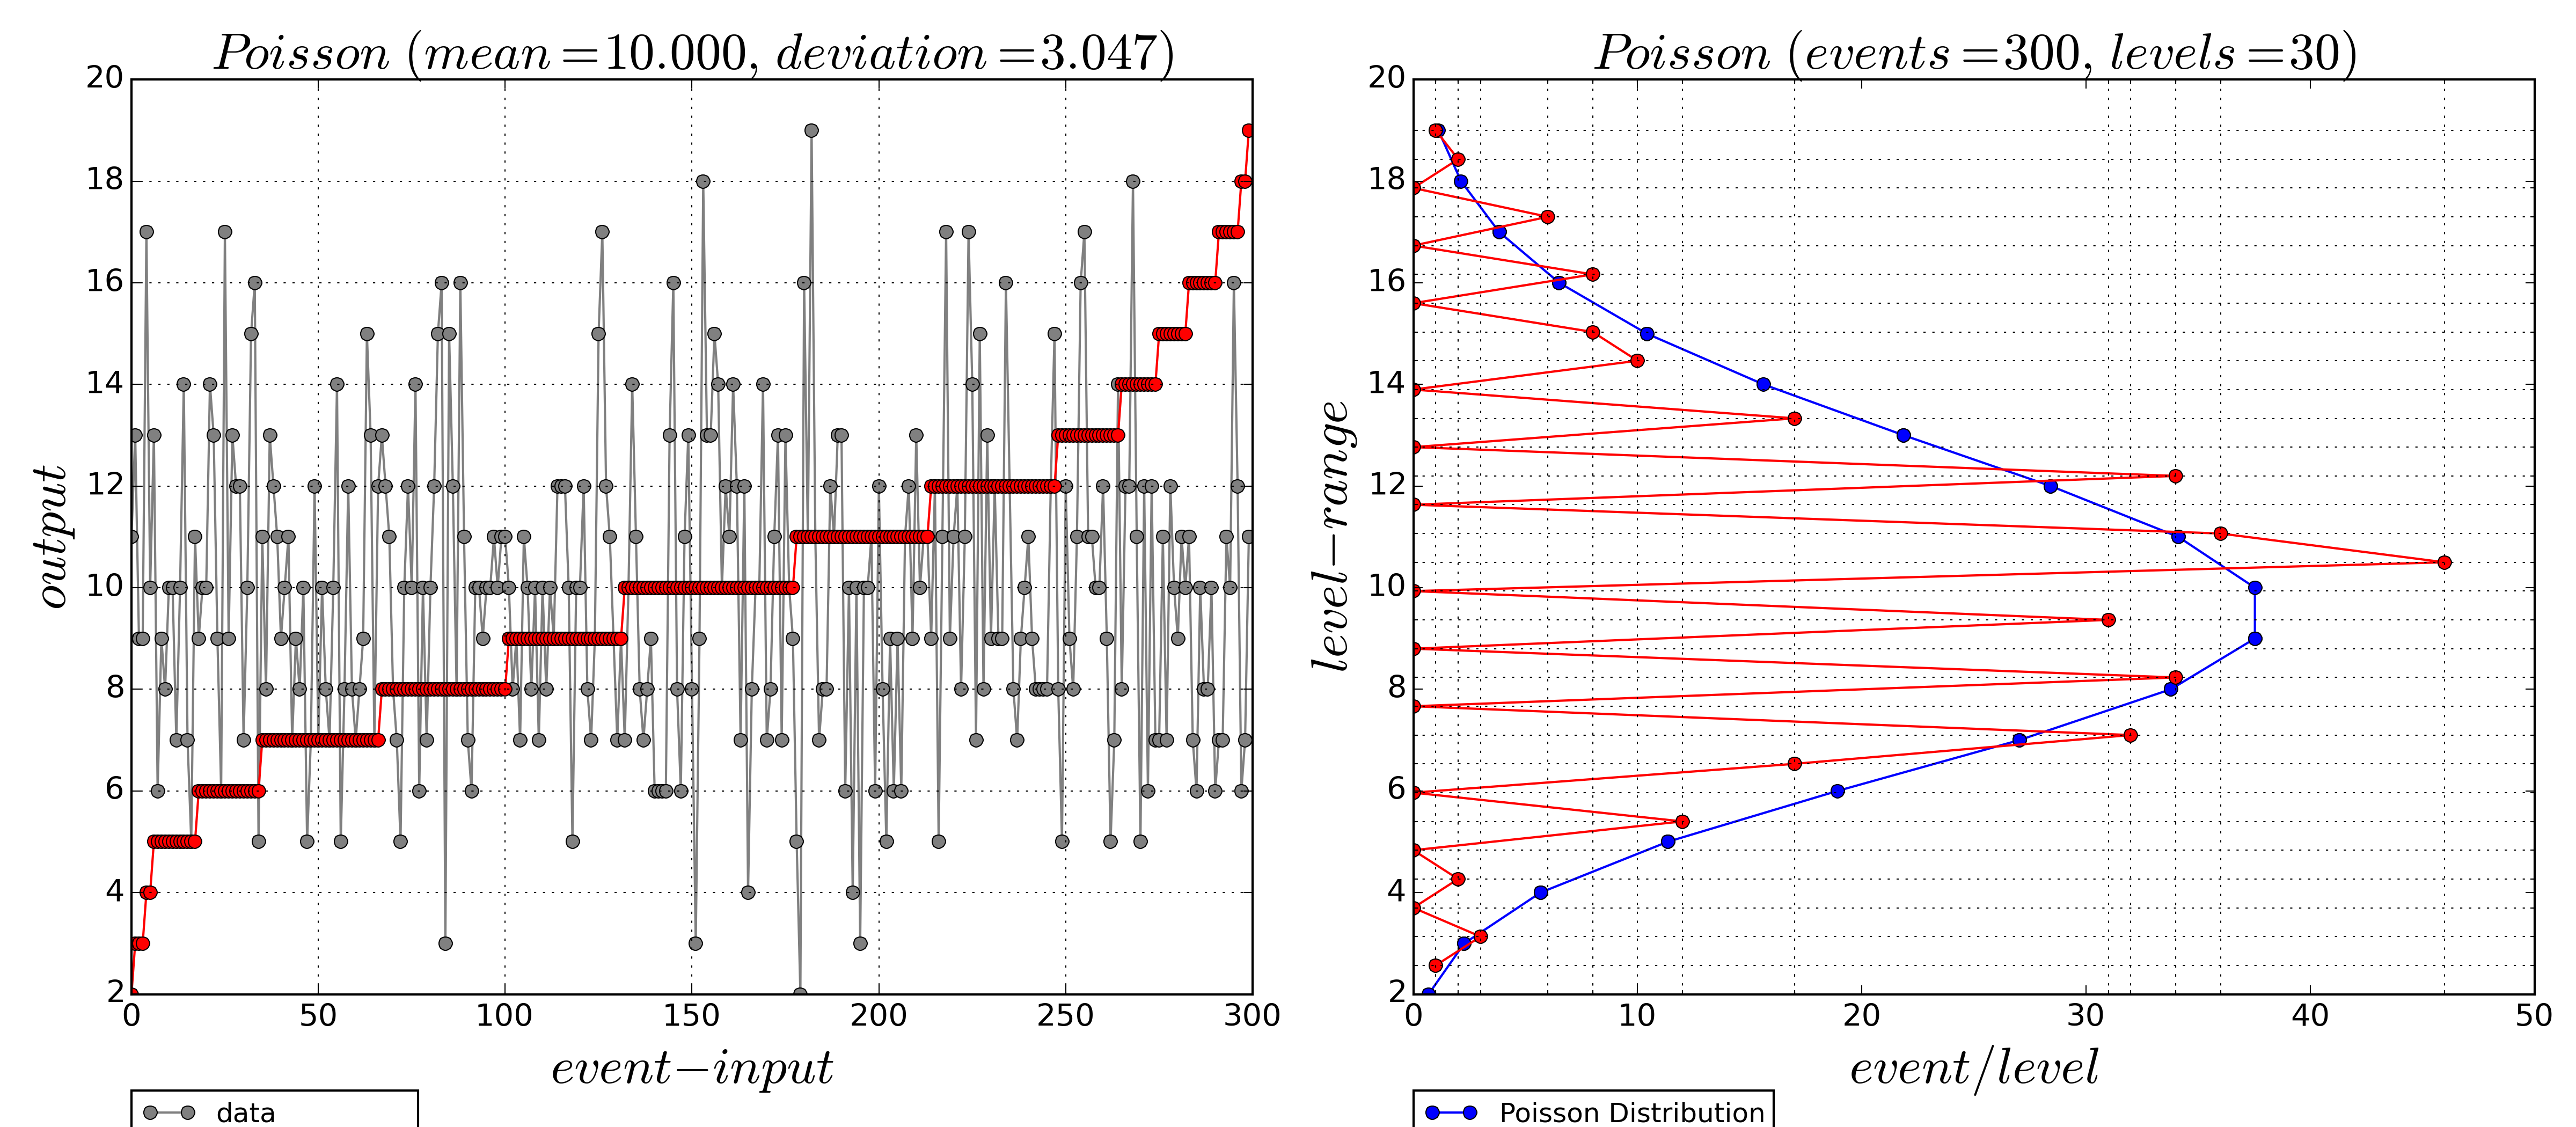 Poisson (mean=10.000, deviation=3.047)
20
18
16
14
12
10
8
6
4
2
output
0 50 100 150 200 250 300
event−input
data
Poisson (events=300, levels=30)
20
18
16
14
12
10
8
6
4
2
level−range
0 10 20 30 40 50
event/level
Poisson Distribution